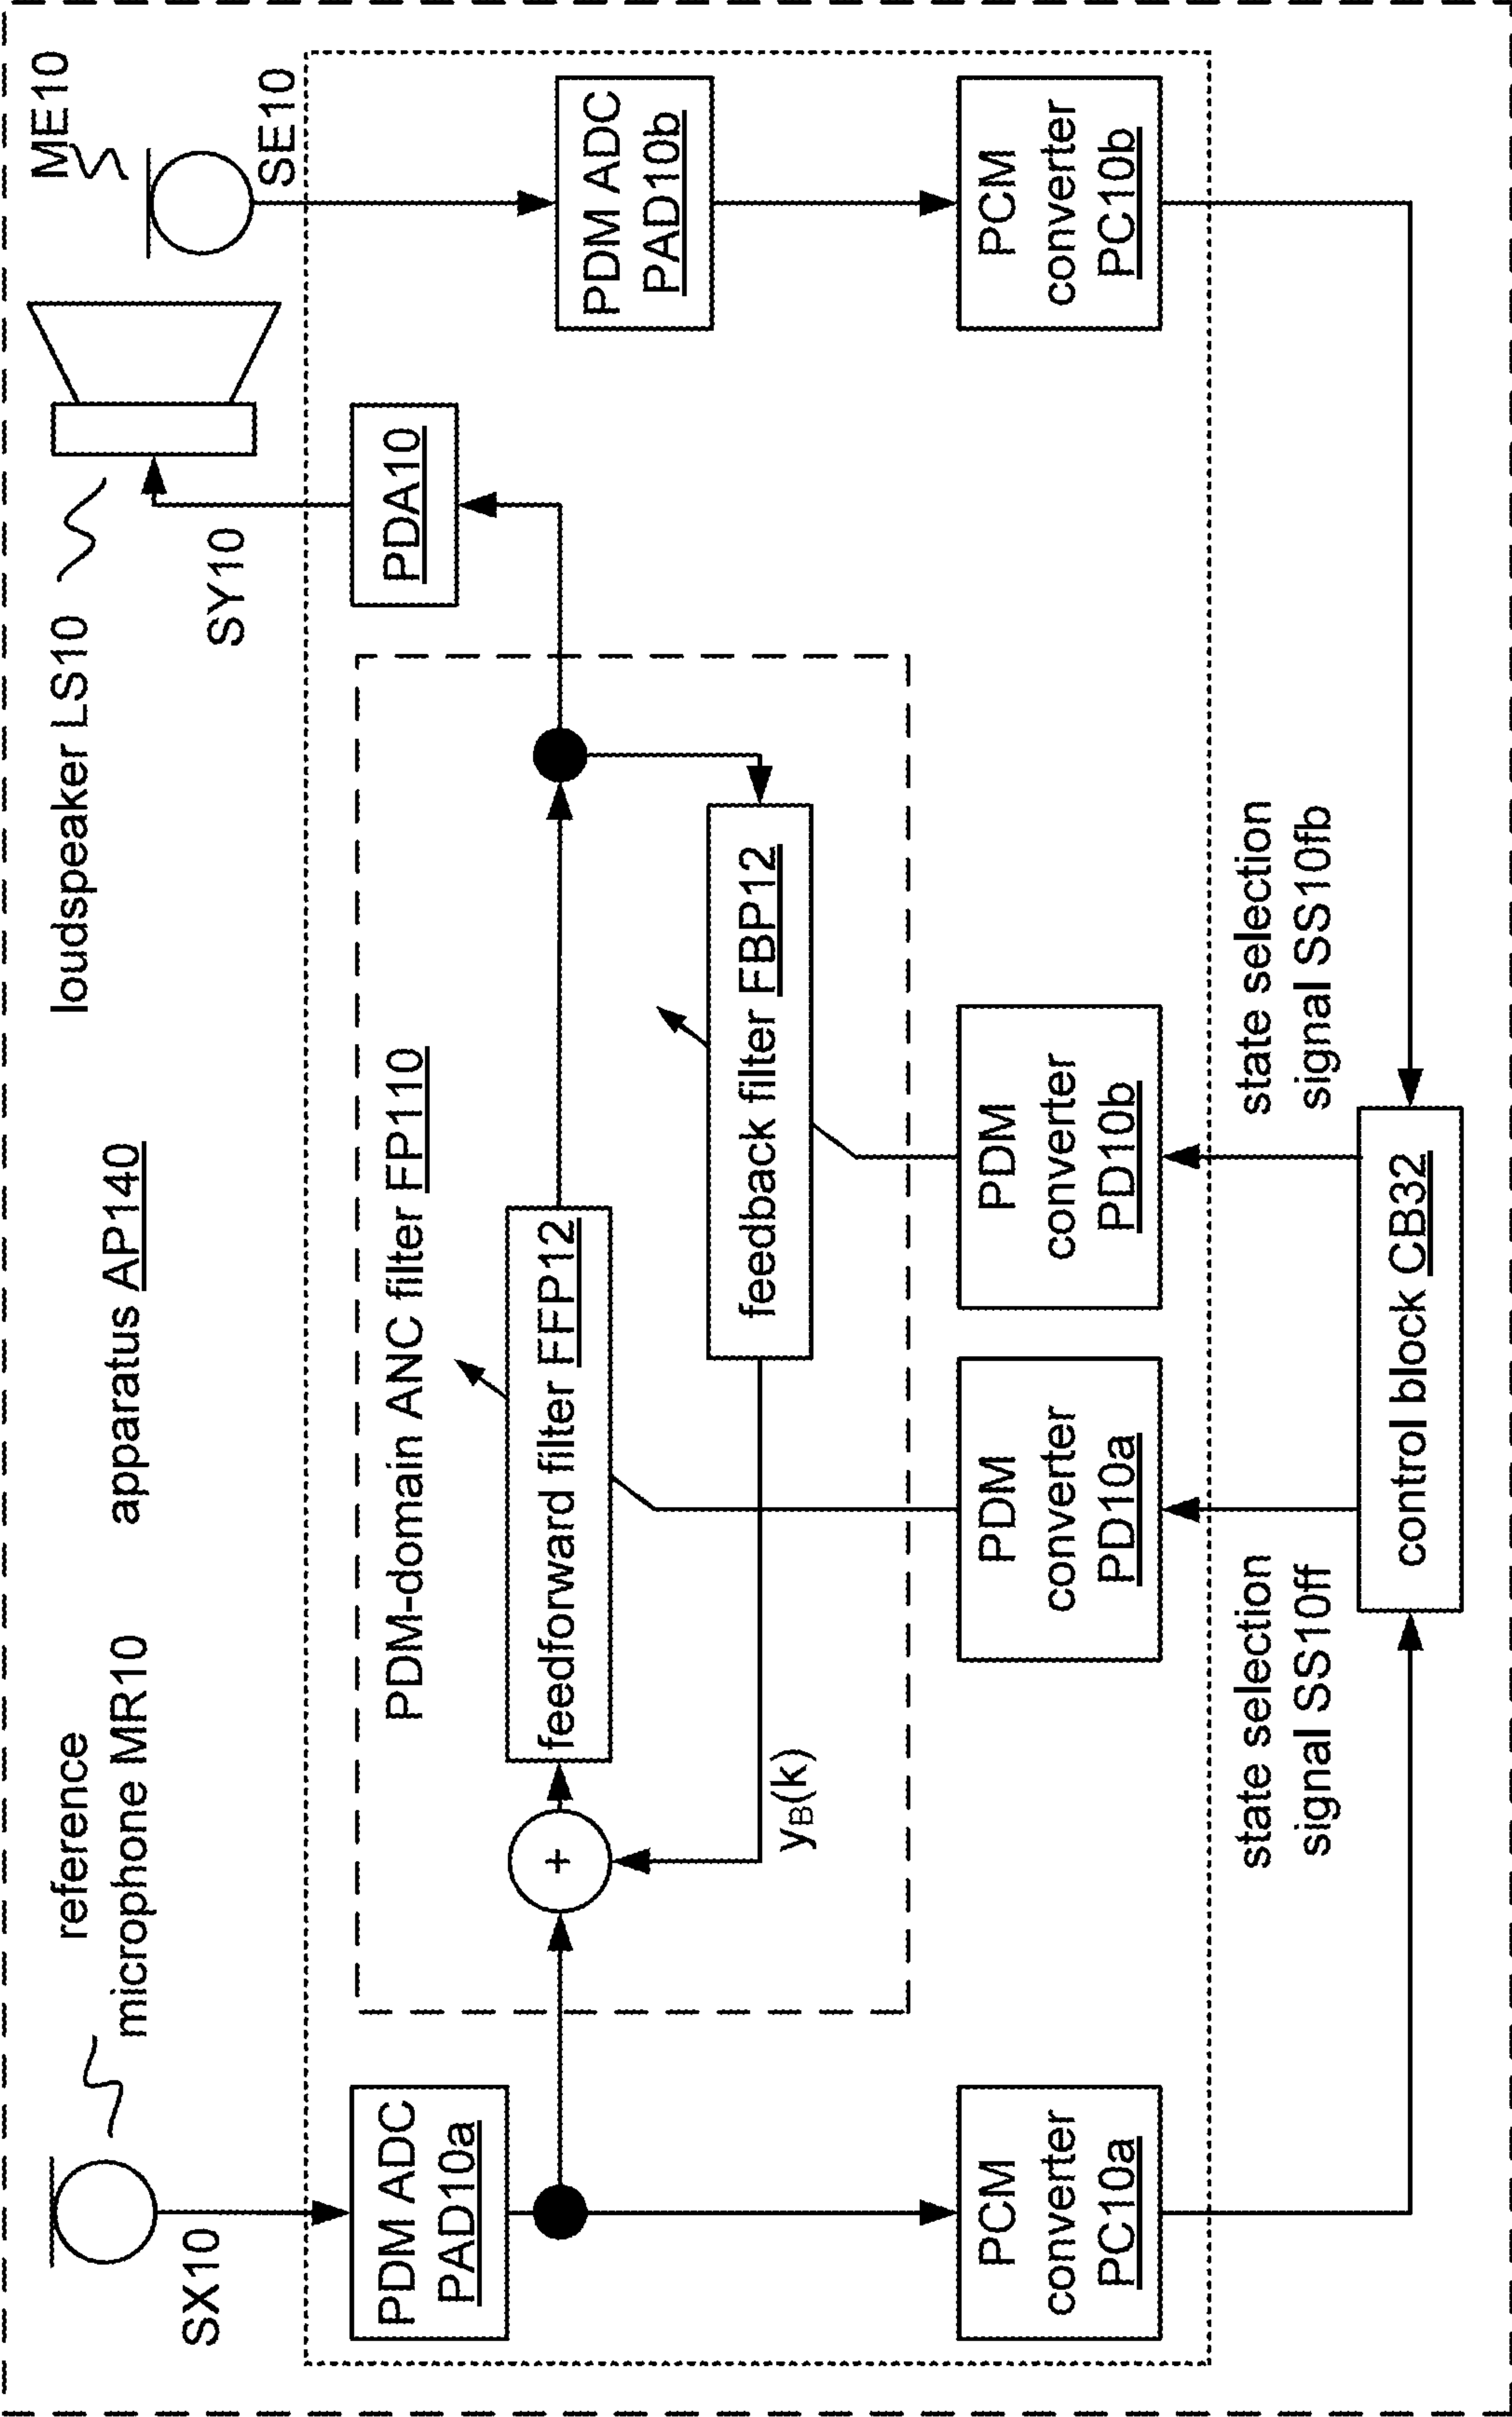 reference
microphone MR10
apparatus AP140
loudspeaker LS10
ME10
SX10
SY10
SE10
PDM ADC
PAD10a
PDM-domain ANC filter FP110
PDA10
+
feedforward filter FFP12
PDM ADC
PAD10b
yB(k)
feedback filter FBP12
PCM
converter
PC10a
PDM
converter
PD10a
PDM
converter
PD10b
PCM
converter
PC10b
state selection
signal SS10ff
state selection
signal SS10fb
control block CB32